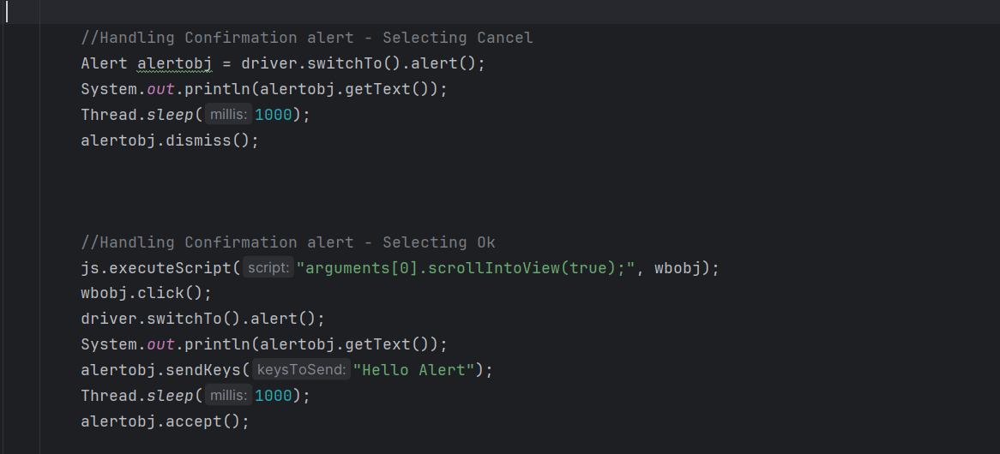 //Handling Confirmation alert - Selecting Cancel
Alert alertobj = driver.switchTo().alert();
System.out.println(alertobj.getText());
Thread.sleep( millis: 1000);
alertobj.dismiss();
//Handling Confirmation alert - Selecting Ok
js.executeScript( script: "arguments[0].scrollIntoView(true);", wbobj);
wbobj.click();
driver.switchTo().alert();
System.out.println(alertobj.getText());
alertobj.sendKeys( keysToSend: "Hello Alert");
Thread.sleep( millis: 1000);
alertobj.accept();